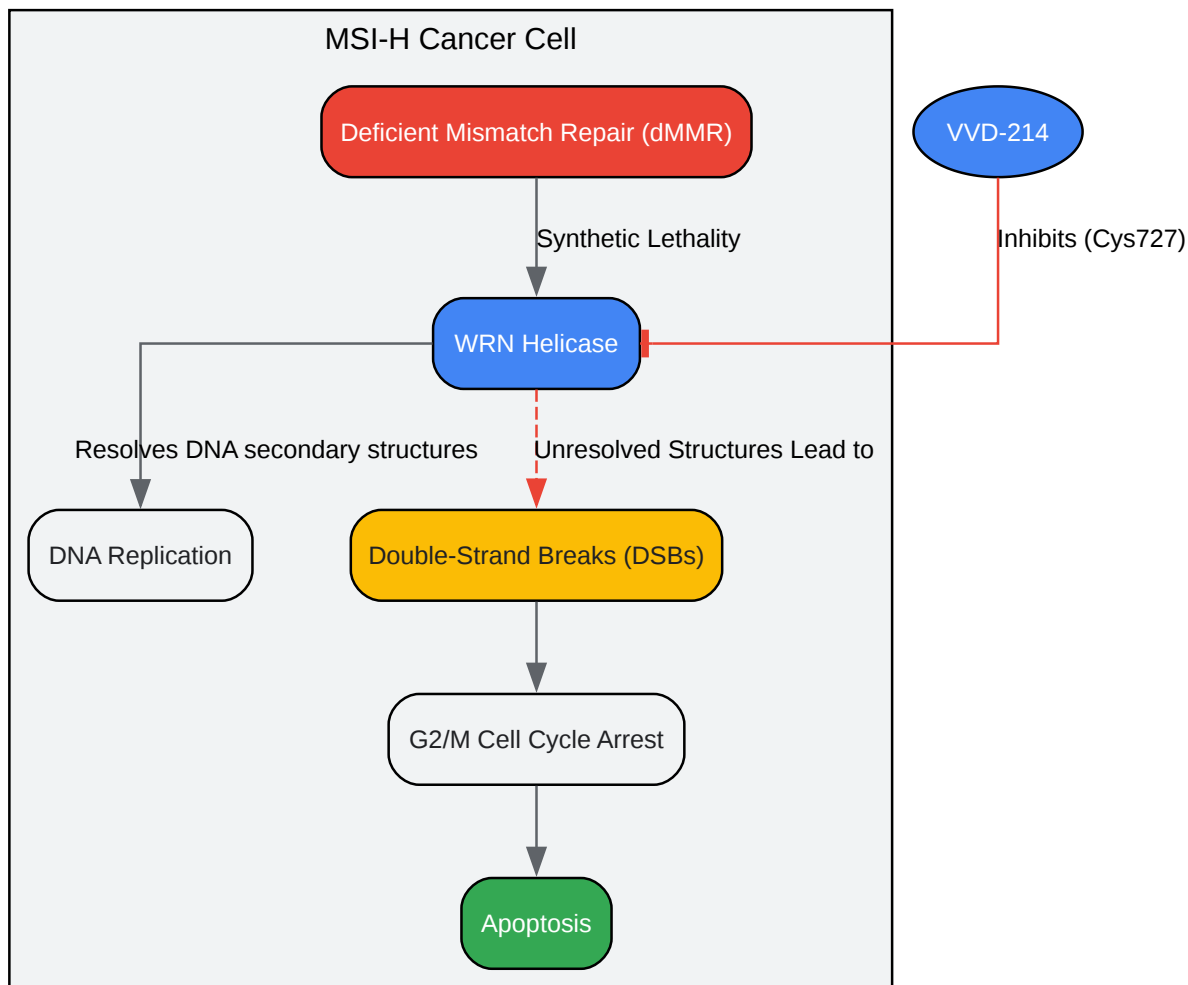 MSI-H Cancer Cell
Deficient Mismatch Repair (dMMR)
VVD-214
Synthetic Lethality
Inhibits (Cys727)
WRN Helicase
Resolves DNA secondary structures
Unresolved Structures Lead to
DNA Replication
Double-Strand Breaks (DSBs)
G2/M Cell Cycle Arrest
Apoptosis